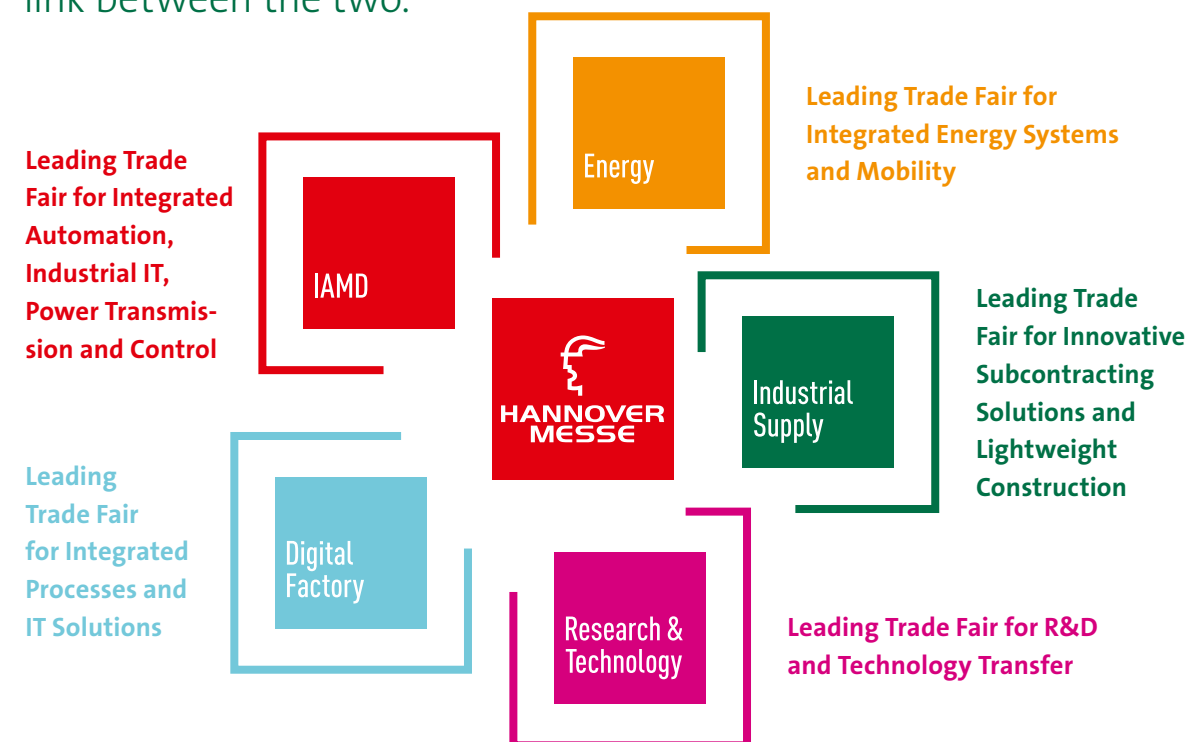 link between the two.
Energy
Leading Trade Fair for
Integrated Energy Systems
and Mobility
Leading Trade
Fair for Integrated
Automation,
Industrial IT,
Power Transmis-
sion and Control
IAMD
HANNOVER
MESSE
Industrial
Supply
Leading Trade
Fair for Innovative
Subcontracting
Solutions and
Lightweight
Construction
Leading
Trade Fair
for Integrated
Processes and
IT Solutions
Digital
Factory
Research &
Technology
Leading Trade Fair for R&D
and Technology Transfer